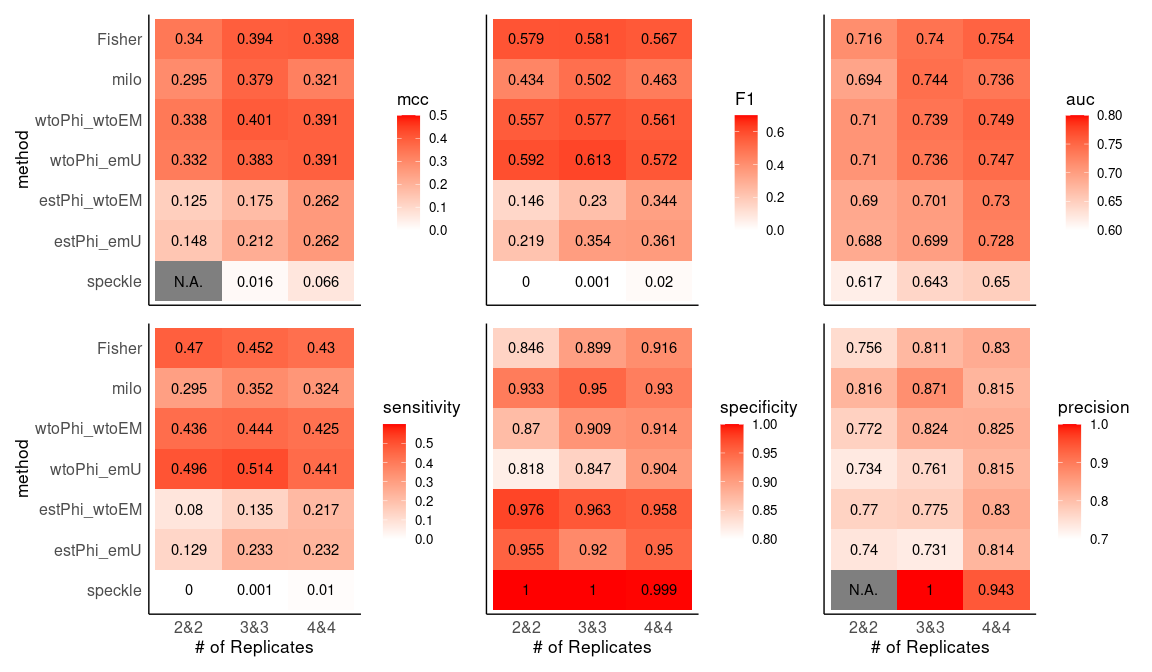 Fisher 0.34 0.394 0.398
milo 0.295 0.379 0.321
wtoPhi_wtoEM 0.338 0.401 0.391
wtoPhi_emU 0.332 0.383 0.391
estPhi_wtoEM 0.125 0.175 0.262
estPhi_emU 0.148 0.212 0.262
speckle N.A. 0.016 0.066
method
mcc
0.5
0.4
0.3
0.2
0.1
0.0
0.579 0.581 0.567
0.434 0.502 0.463
0.557 0.577 0.561
0.592 0.613 0.572
0.146 0.23 0.344
0.219 0.354 0.361
0 0.001 0.02
F1
0.6
0.4
0.2
0.0
0.716 0.74 0.754
0.694 0.744 0.736
0.71 0.739 0.749
0.71 0.736 0.747
0.69 0.701 0.73
0.688 0.699 0.728
0.617 0.643 0.65
auc
0.80
0.75
0.70
0.65
0.60
Fisher 0.47 0.452 0.43
milo 0.295 0.352 0.324
wtoPhi_wtoEM 0.436 0.444 0.425
wtoPhi_emU 0.496 0.514 0.441
estPhi_wtoEM 0.08 0.135 0.217
estPhi_emU 0.129 0.233 0.232
speckle 0 0.001 0.01
method
2&2 3&3 4&4
# of Replicates
sensitivity
0.5
0.4
0.3
0.2
0.1
0.0
0.846 0.899 0.916
0.933 0.95 0.93
0.87 0.909 0.914
0.818 0.847 0.904
0.976 0.963 0.958
0.955 0.92 0.95
1 1 0.999
2&2 3&3 4&4
# of Replicates
specificity
1.00
0.95
0.90
0.85
0.80
0.756 0.811 0.83
0.816 0.871 0.815
0.772 0.824 0.825
0.734 0.761 0.815
0.77 0.775 0.83
0.74 0.731 0.814
N.A. 1 0.943
2&2 3&3 4&4
# of Replicates
precision
1.0
0.9
0.8
0.7